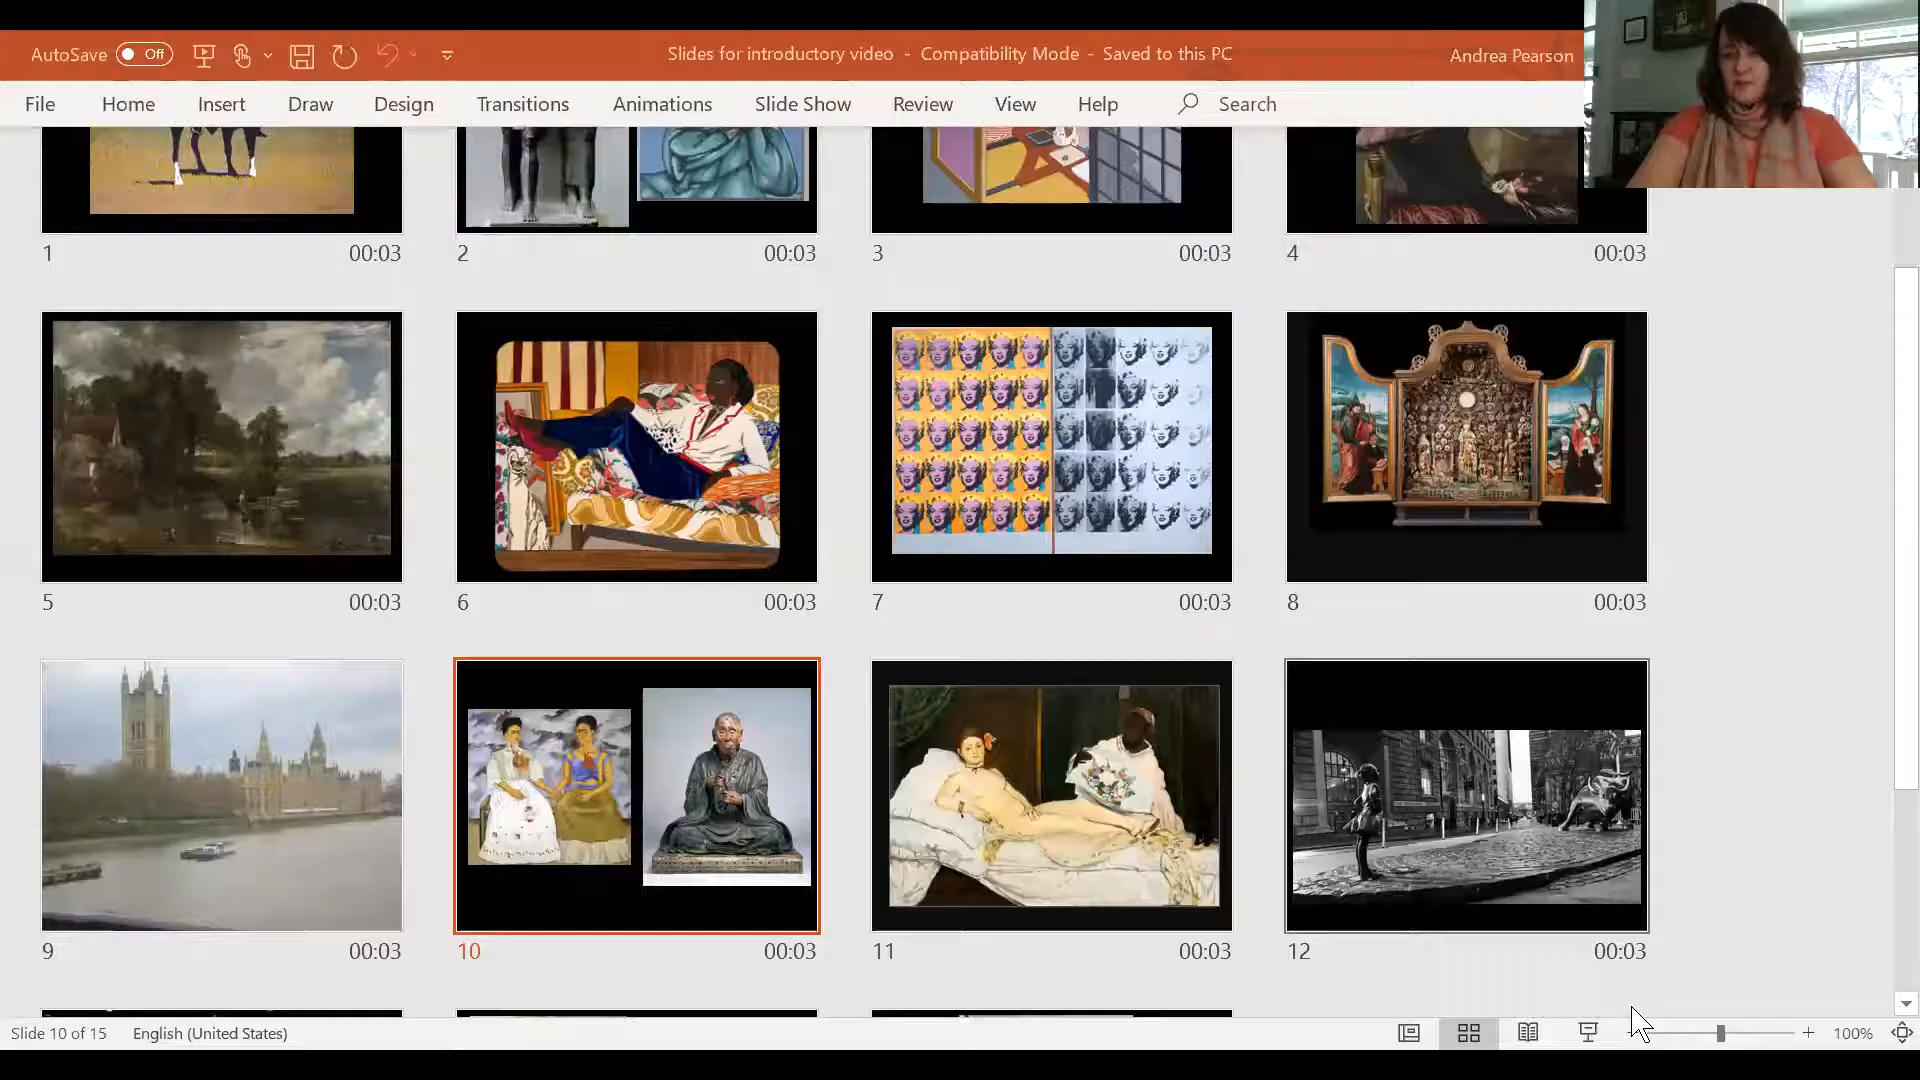 AutoSave Off Slides for introductory video - Compatibility Mode - Saved to this PC Andrea Pearson
File Home Insert Draw Design Transitions Animations Slide Show Review View Help Search
1 00:03 2 00:03 3 00:03 4 00:03
5 00:03 6 00:03 7 00:03 8 00:03
9 00:03 10 00:03 11 00:03 12 00:03
Slide 10 of 15 English (United States) 100%